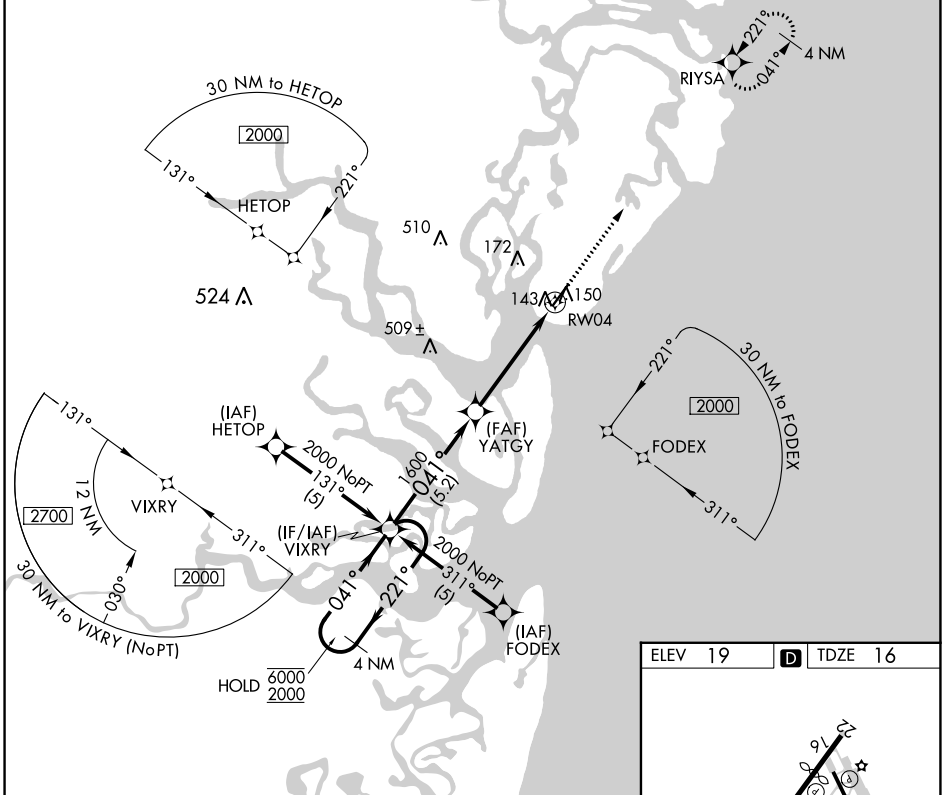 221°
4 NM
041°
RIYSA
30 NM to HETOP
2000
131°
221°
HETOP
510
172
524
143
150
RW04
509±
221°
30 NM to FODEX
2000
FODEX
311°
131°
(IAF)
HETOP
(FAF)
YATGY
2000 NoPT
131°
(5)
1600
041°
(5.2)
12 NM
VIXRY
2700
311°
(IF/IAF)
VIXRY
2000 NoPT
311°
(5)
2000
030°
30 NM to VIXRY (NoPT)
041°
221°
(IAF)
FODEX
4 NM
HOLD 6000
2000
ELEV 19 D TDZE 16
22
16
P
P